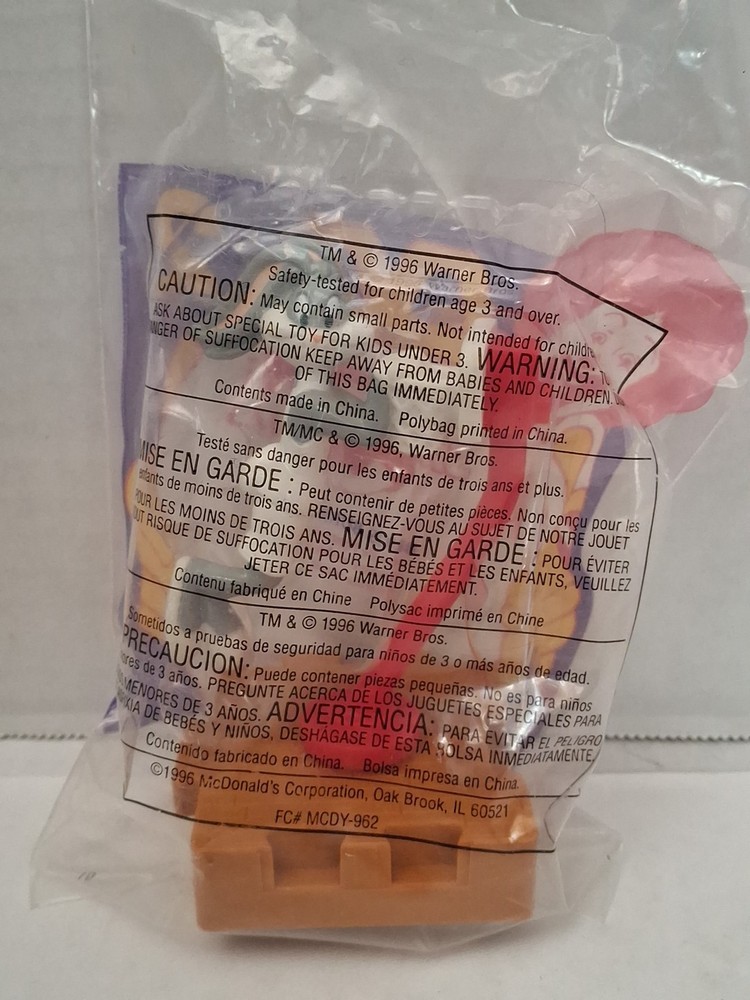 TM & © 1996 Warner Bros.
Safety-tested for children age 3 and over.
CAUTION: May contain small parts. Not intended for childre
ASK ABOUT SPECIAL TOY FOR KIDS UNDER 3. WARNING: T
NGER OF SUFFOCATION KEEP AWAY FROM BABIES AND CHILDREN.
OF THIS BAG IMMEDIATELY.
Contents made in China. Polybag printed in China.
TM/MC & © 1996, Warner Bros.
Testé sans danger pour les enfants de trois ans et plus.
MISE EN GARDE : Peut contenir de petites pièces. Non conçu pour les
enfants de moins de trois ans. RENSEIGNEZ-VOUS AU SUJET DE NOTRE JOUET
POUR LES MOINS DE TROIS ANS. MISE EN GARDE : POUR ÉVITER
OUT RISQUE DE SUFFOCATION POUR LES BÉBÉS ET LES ENFANTS, VEUILLEZ
JETER CE SAC IMMÉDIATEMENT.
Contenu fabriqué en Chine Polysac imprimé en Chine
TM & © 1996 Warner Bros.
Sometidos a pruebas de seguridad para niños de 3 o más años de edad.
PRECAUCION: Puede contener piezas pequeñas. No es para niños
ores de 3 años. PREGUNTE ACERCA DE LOS JUGUETES ESPECIALES PARA
MENORES DE 3 AÑOS. ADVERTENCIA: PARA EVITAR EL PELIGRO
XIA DE BEBÉS Y NIÑOS, DESHÁGASE DE ESTA BOLSA INMEDIATAMENTE.
Contenido fabricado en China. Bolsa impresa en China.
©1996 McDonald's Corporation, Oak Brook, IL 60521
FC# MCDY-962